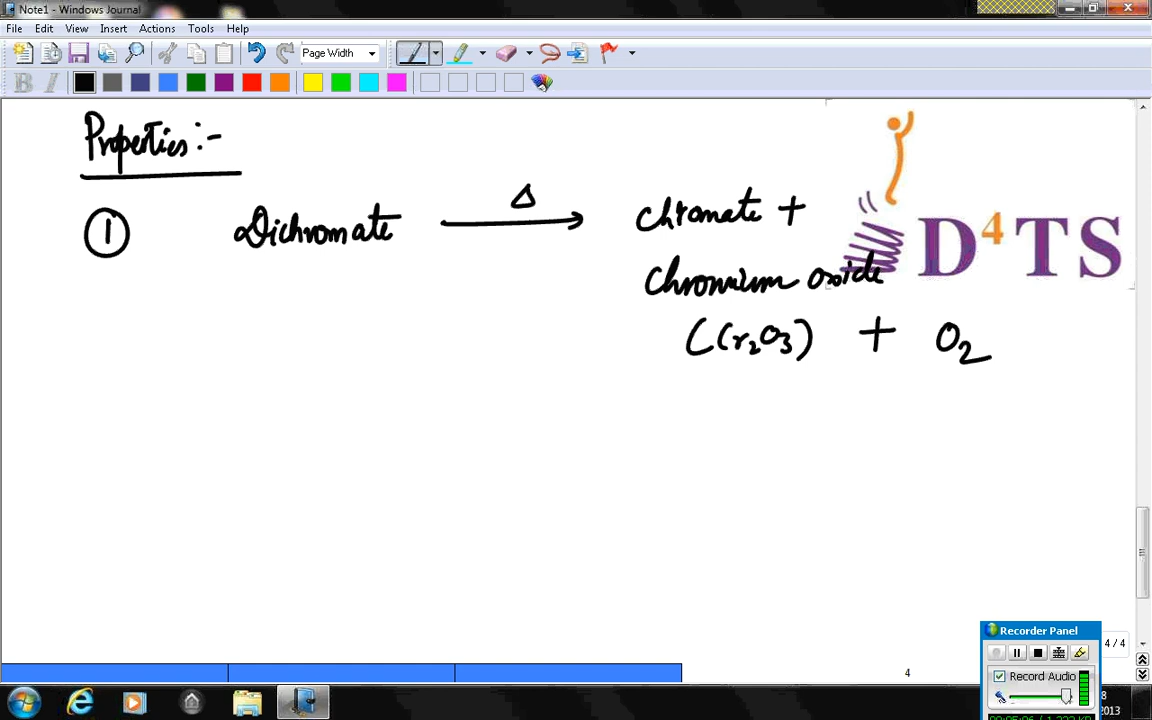 Note1 - Windows Journal
File Edit View Insert Actions Tools Help
Page Width
B I
Properties :-
① Dichromate Δ → Chromate +
Chromium oxide
(Cr₂O₃) + O₂
D⁴TS
Recorder Panel
Record Audio
4 / 4
4
2013